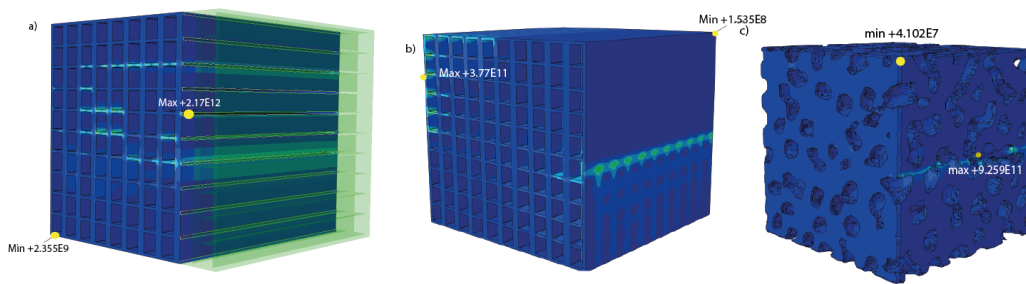 a)
Max +2.17E12
Min +2.355E9
b)
Max +3.77E11
Min +1.535E8
c)
min +4.102E7
max +9.259E11